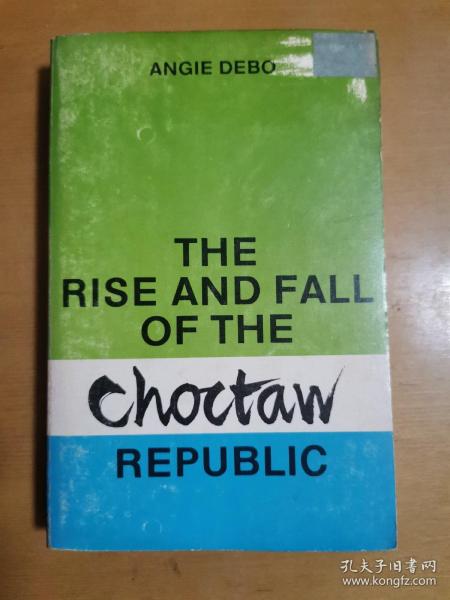 ANGIE DEBO
THE
RISE AND FALL
OF THE
Choctaw
REPUBLIC
孔夫子旧书网
www.kongfz.com